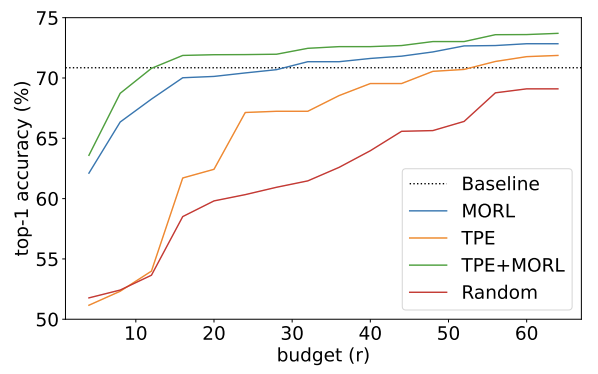 top-1 accuracy (%)
75
70
65
60
55
50
10
20
30
40
50
60
budget (r)
Baseline
MORL
TPE
TPE+MORL
Random